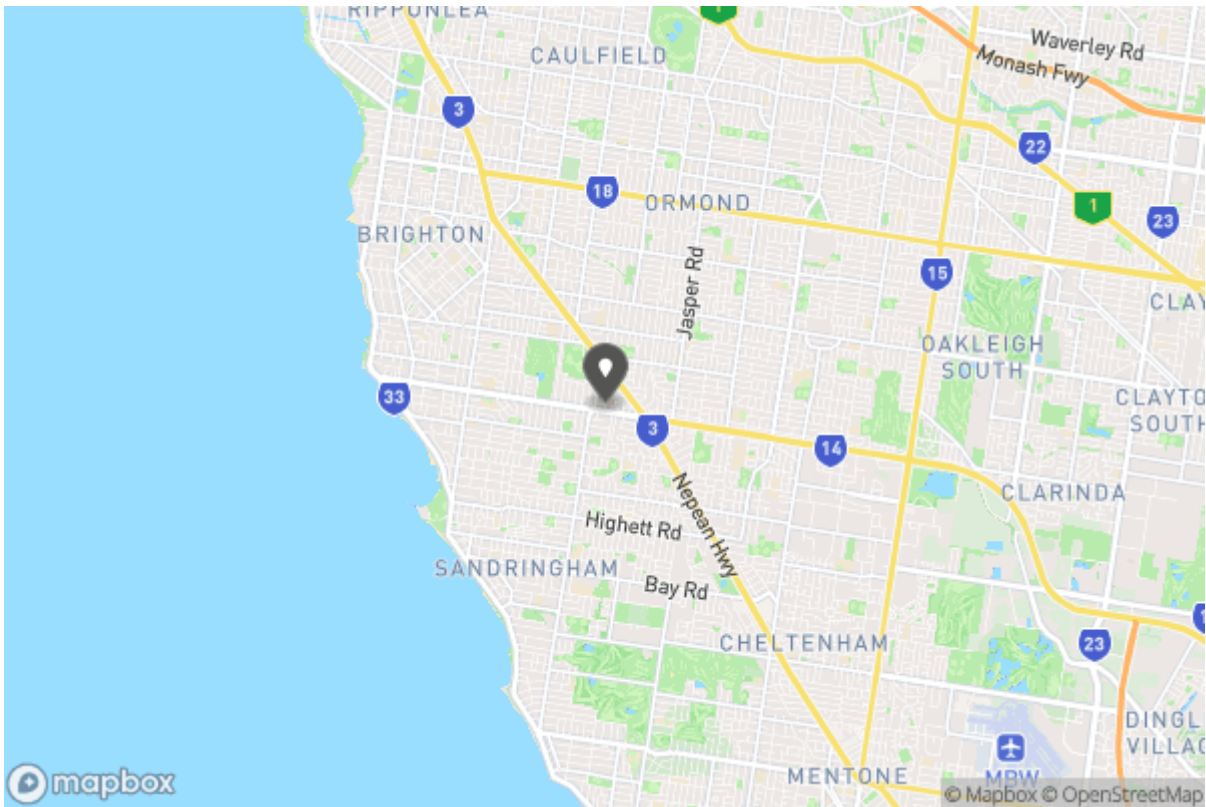 RIPPONLEA
1
Waverley Rd
CAULFIELD
Monash Fwy
3
22
18
ORMOND
1
23
BRIGHTON
Jasper Rd
15
CLAY
OAKLEIGH
SOUTH
33
CLAYTO
SOUTH
3
14
Nepean Hwy
CLARINDA
Highett Rd
SANDRINGHAM
Bay Rd
CHELTENHAM
23
DINGL
VILLAG
MENTONE
MBW
mapbox
© Mapbox © OpenStreetMap